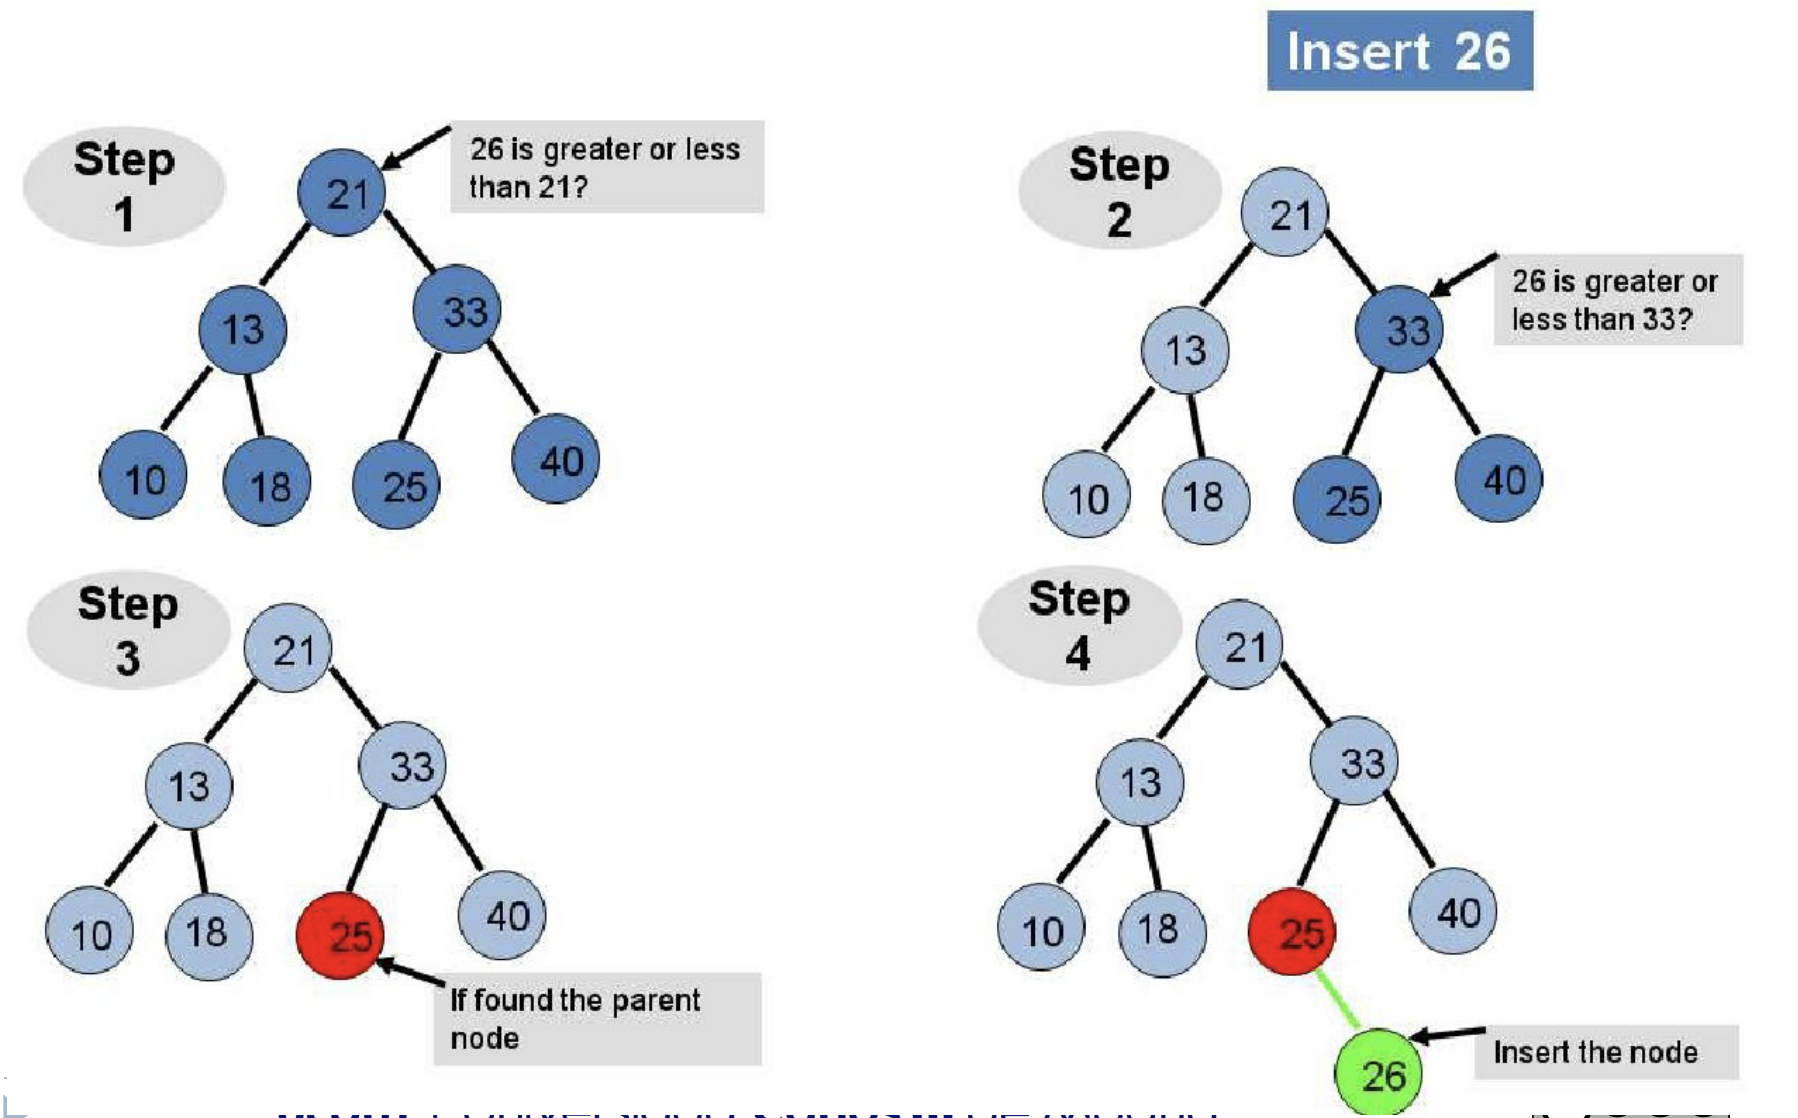 Insert 26
Step
1
26 is greater or less
than 21?
21
13
33
10
18
25
40
Step
2
26 is greater or
less than 33?
21
13
33
10
18
25
40
Step
3
21
13
33
10
18
25
40
If found the parent
node
Step
4
21
13
33
10
18
25
40
26
Insert the node